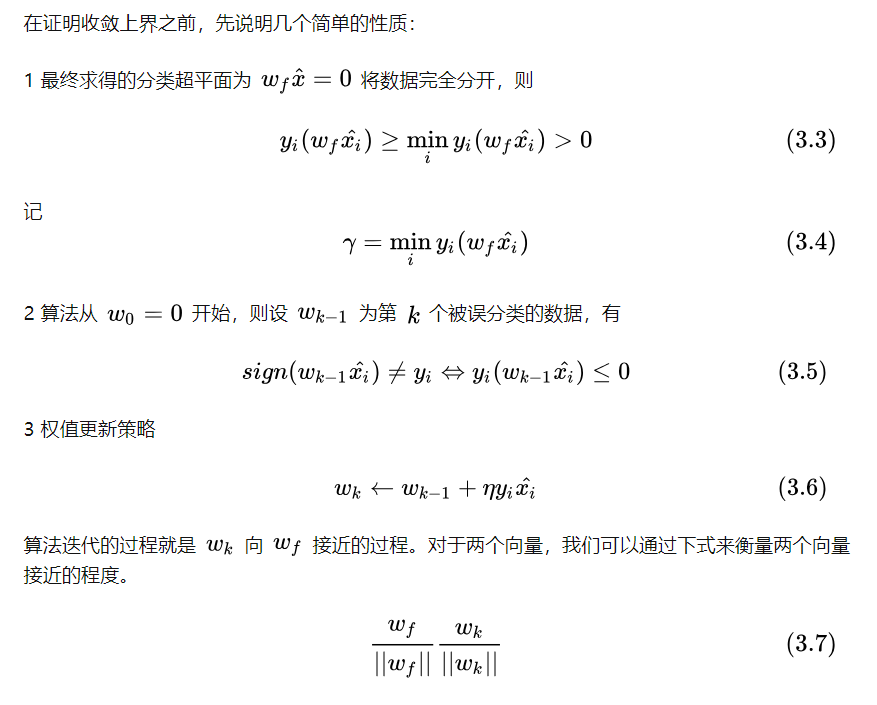 在证明收敛上界之前，先说明几个简单的性质：
1 最终求得的分类超平面为 $w_f\hat{x} = 0$ 将数据完全分开，则
$y_i(w_f\hat{x_i}) \geq \min_i y_i(w_f\hat{x_i}) > 0$ (3.3)
记
$\gamma = \min_i y_i(w_f\hat{x_i})$ (3.4)
2 算法从 $w_0 = 0$ 开始，则设 $w_{k-1}$ 为第 $k$ 个被误分类的数据，有
$sign(w_{k-1}\hat{x_i}) \neq y_i \Leftrightarrow y_i(w_{k-1}\hat{x_i}) \leq 0$ (3.5)
3 权值更新策略
$w_k \leftarrow w_{k-1} + \eta y_i\hat{x_i}$ (3.6)
算法迭代的过程就是 $w_k$ 向 $w_f$ 接近的过程。对于两个向量，我们可以通过下式来衡量两个向量
接近的程度。
$\frac{w_f}{||w_f||}\frac{w_k}{||w_k||}$ (3.7)